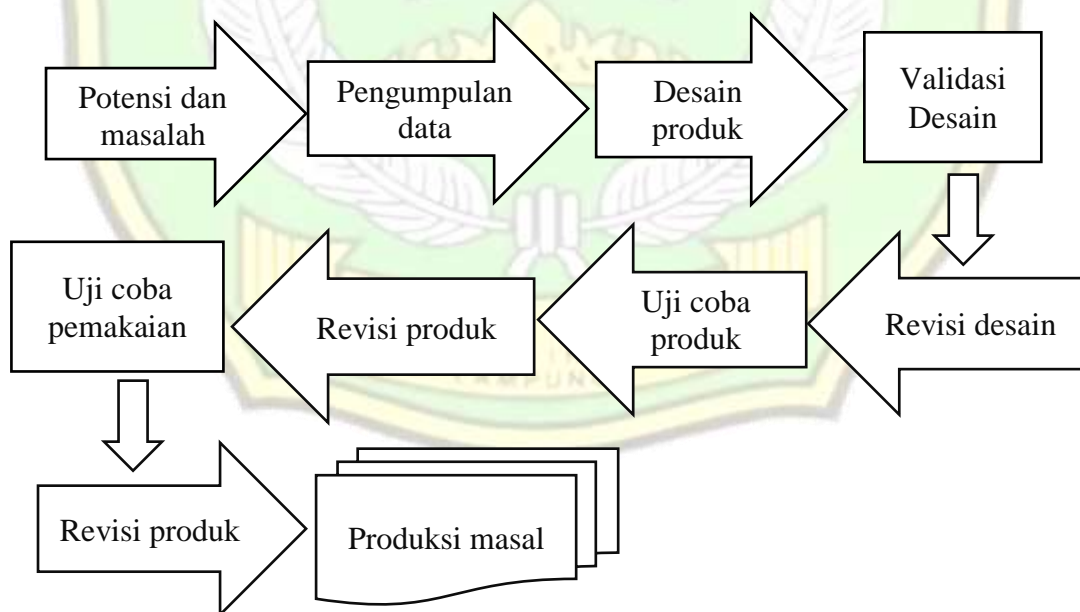 Potensi dan
masalah
Pengumpulan
data
Desain
produk
Validasi
Desain
Revisi desain
Uji coba
produk
Revisi produk
Uji coba
pemakaian
Revisi produk
Produksi masal
LAMPUNG